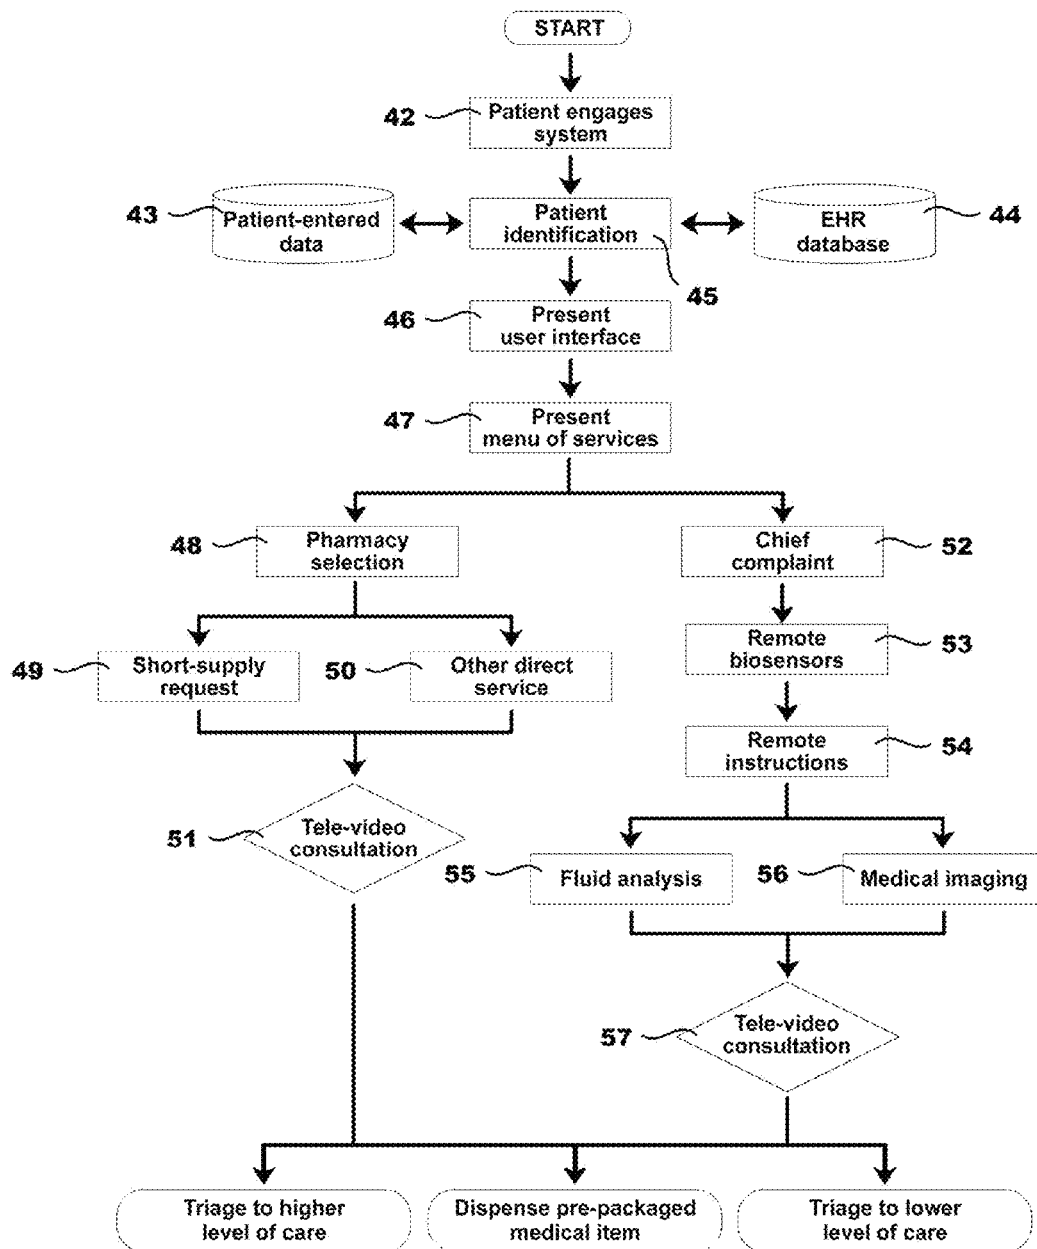 START
42
Patient engages
system
43
Patient-entered
data
Patient
identification
EHR
database
44
45
46
Present
user interface
47
Present
menu of services
48
Pharmacy
selection
Chief
complaint
52
49
Short-supply
request
50
Other direct
service
Remote
biosensors
53
Remote
instructions
54
51
Tele-video
consultation
55
Fluid analysis
56
Medical imaging
57
Tele-video
consultation
Triage to higher
level of care
Dispense pre-packaged
medical item
Triage to lower
level of care